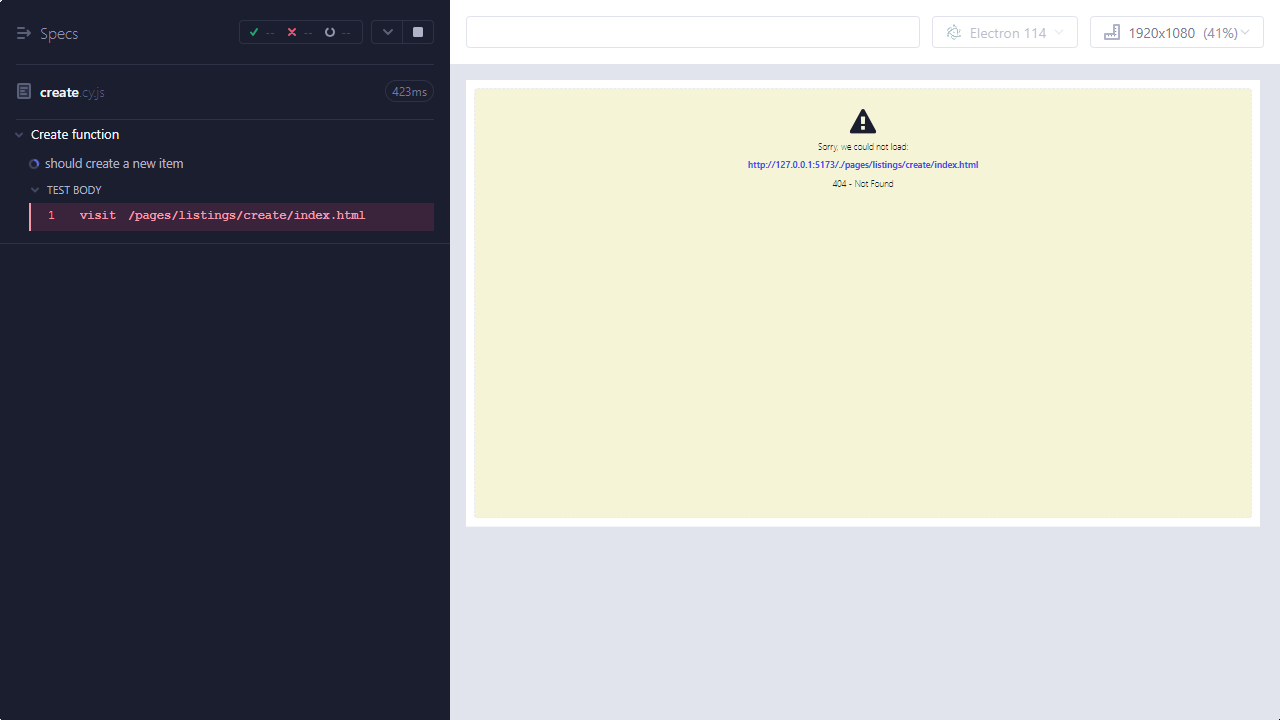 Specs
-- -- --
create.cy.js
423ms
Create function
should create a new item
TEST BODY
1 visit /pages/listings/create/index.html
Electron 114
1920x1080 (41%)
Sorry, we could not load:
http://127.0.0.1:5173/./pages/listings/create/index.html
404 - Not Found